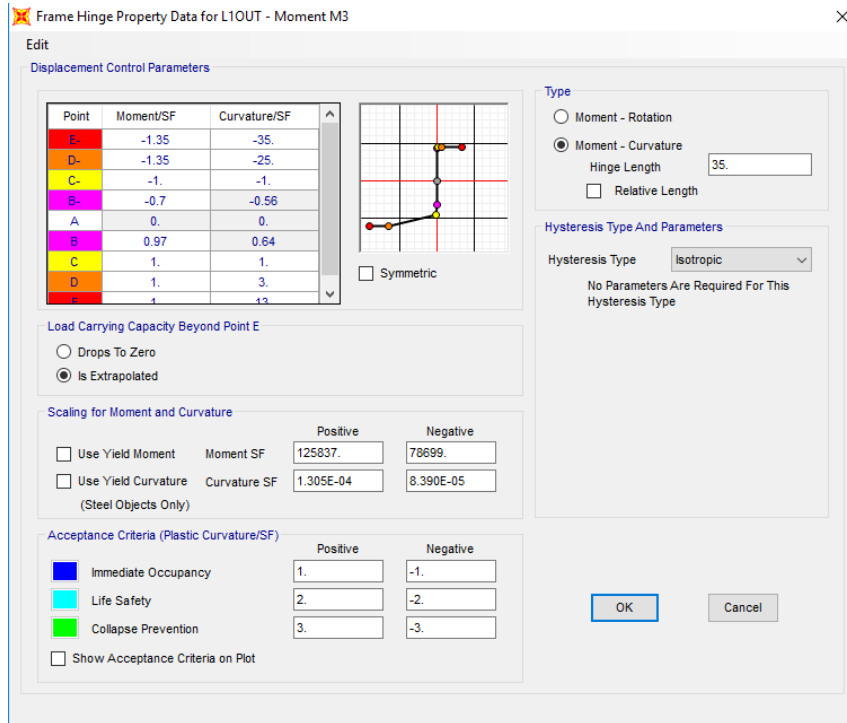 Frame Hinge Property Data for L1OUT - Moment M3
Edit
Displacement Control Parameters
Point Moment/SF Curvature/SF
E- -1.35 -35.
D- -1.35 -25.
C- -1. -1.
B- -0.7 -0.56
A 0. 0.
B 0.97 0.64
C 1. 1.
D 1. 3.
E 1. 13.
Symmetric
Type
Moment - Rotation
Moment - Curvature
Hinge Length 35.
Relative Length
Hysteresis Type And Parameters
Hysteresis Type Isotropic
No Parameters Are Required For This
Hysteresis Type
Load Carrying Capacity Beyond Point E
Drops To Zero
Is Extrapolated
Scaling for Moment and Curvature
Positive Negative
Use Yield Moment Moment SF 125837. 78699.
Use Yield Curvature Curvature SF 1.305E-04 8.390E-05
(Steel Objects Only)
Acceptance Criteria (Plastic Curvature/SF)
Positive Negative
Immediate Occupancy 1. -1.
Life Safety 2. -2.
Collapse Prevention 3. -3.
Show Acceptance Criteria on Plot
OK Cancel